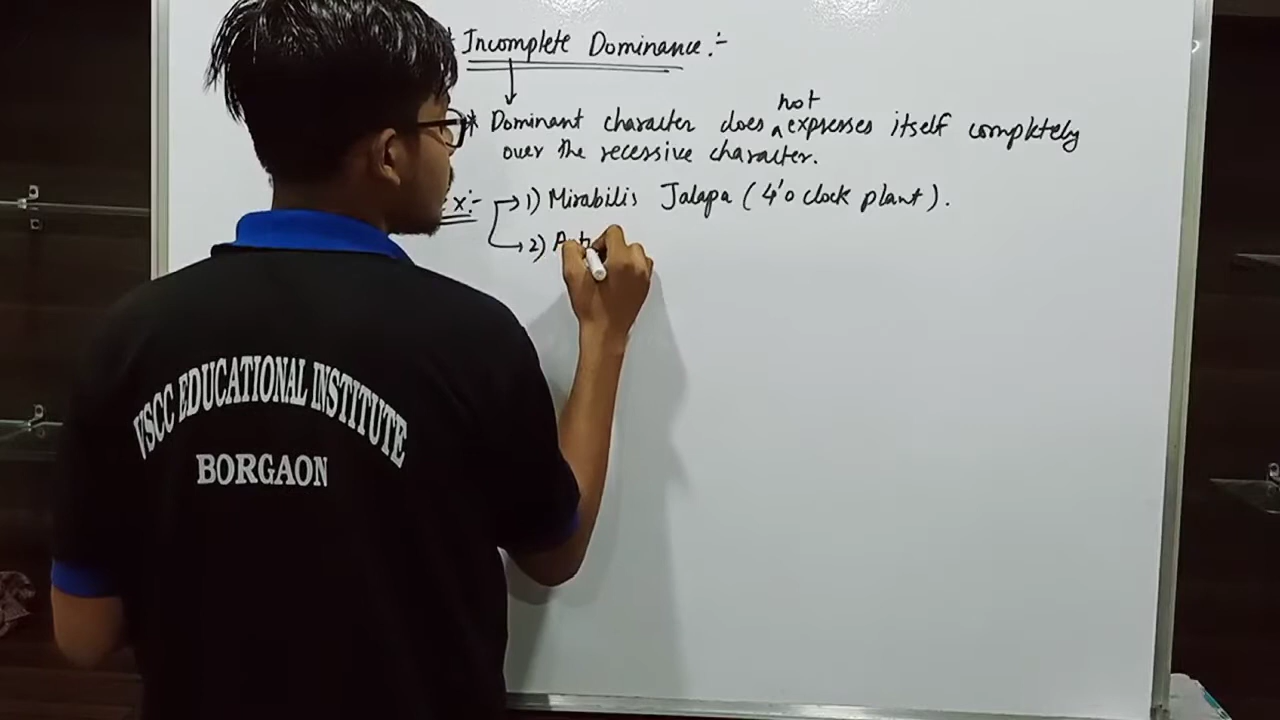 * Incomplete Dominance :-
* Dominant character does not expresses itself completely
over the recessive character.
Ex:- 1) Mirabilis Jalapa (4'o clock plant).
2)
VSCC EDUCATIONAL INSTITUTE
BORGAON